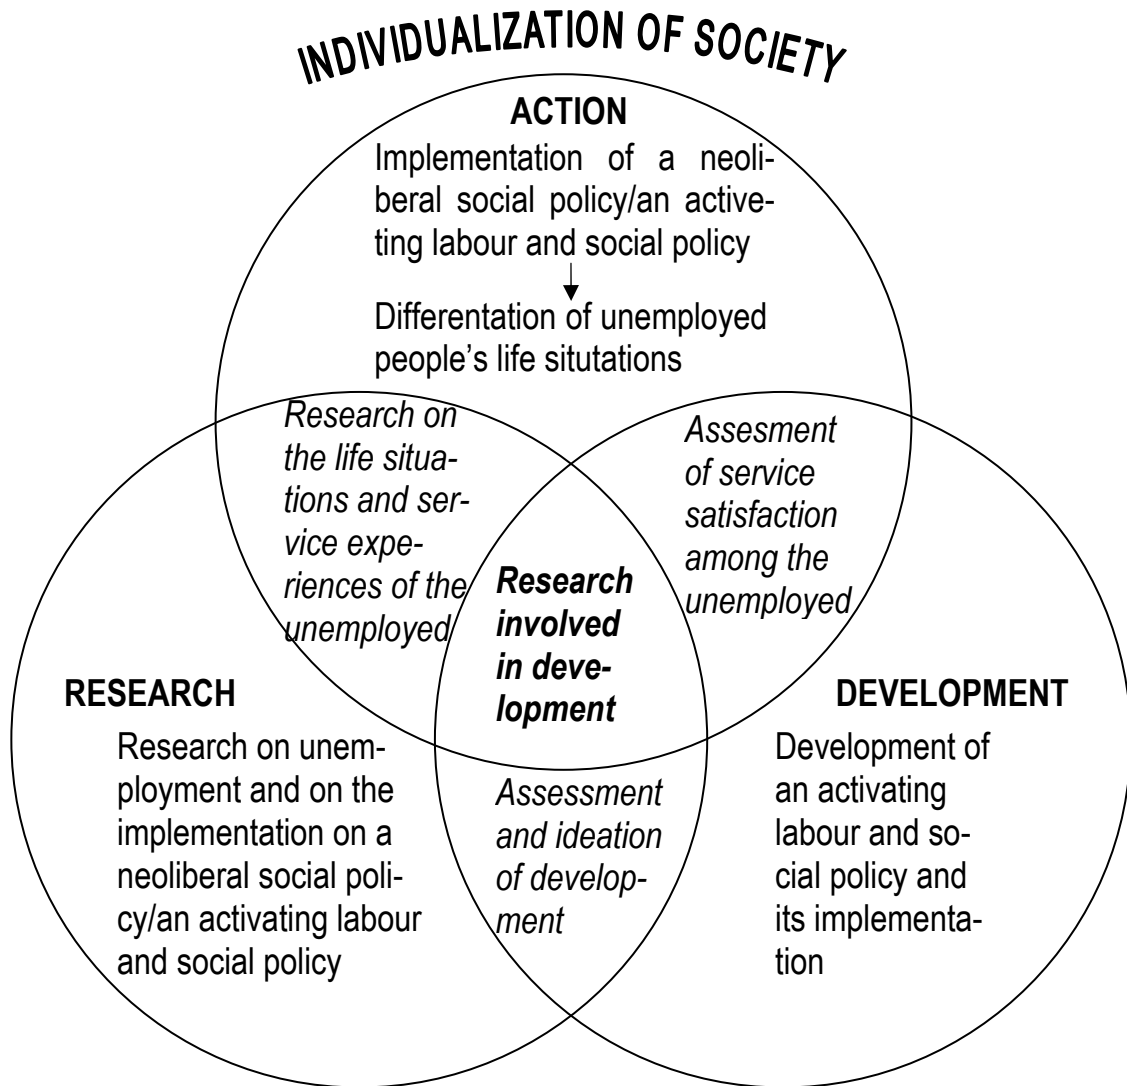 INDIVIDUALIZATION OF SOCIETY
ACTION
Implementation of a neoli-
beral social policy/an active-
ting labour and social policy
Differentation of unemployed
people's life situtations
Research on
the life situa-
tions and ser-
vice expe-
riences of the
unemployed
Assesment
of service
satisfaction
among the
unemployed
Research
involved
in deve-
lopment
RESEARCH
Research on unem-
ployment and on the
implementation on a
neoliberal social poli-
cy/an activating labour
and social policy
Assessment
and ideation
of develop-
ment
DEVELOPMENT
Development of
an activating
labour and so-
cial policy and
its implementa-
tion